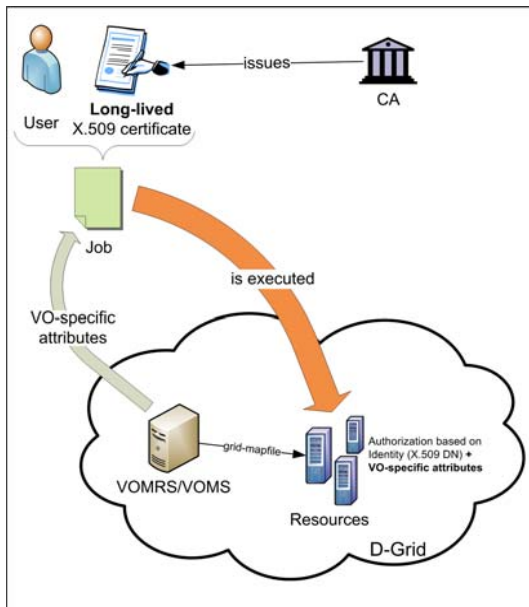 issues
CA
User
Long-lived
X.509 certificate
Job
is executed
VO-specific
attributes
grid-mapfile
Authorization based on
Identity (X.509 DN) +
VO-specific attributes
VOMRS/VOMS
Resources
D-Grid